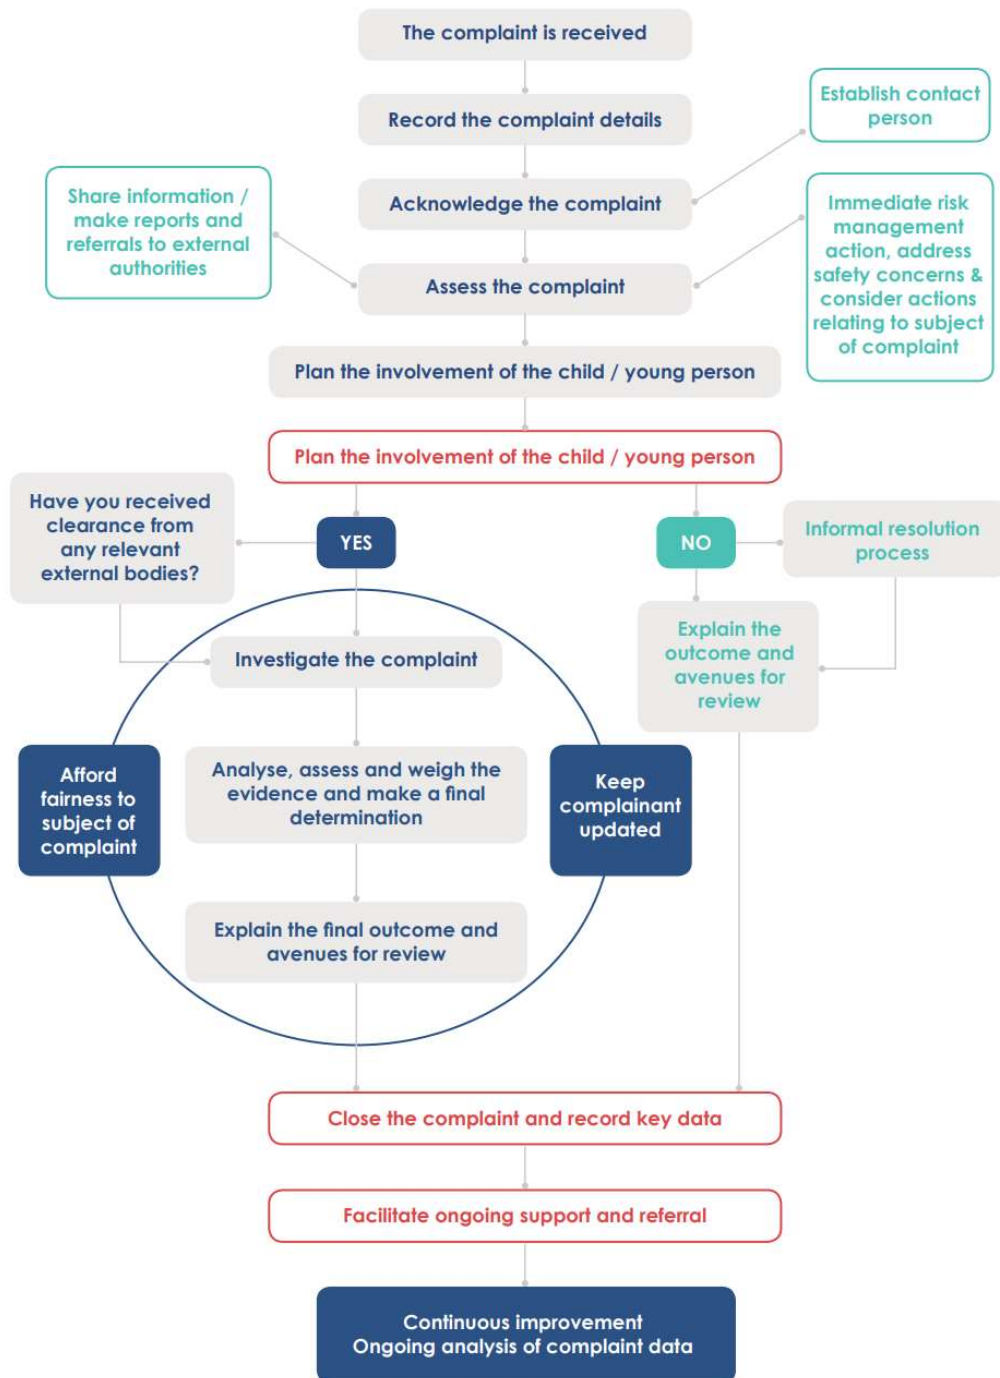 The complaint is received
Record the complaint details
Establish contact
person
Acknowledge the complaint
Share information /
make reports and
referrals to external
authorities
Immediate risk
management
action, address
safety concerns &
consider actions
relating to subject
of complaint
Assess the complaint
Plan the involvement of the child / young person
Plan the involvement of the child / young person
Have you received
clearance from
any relevant
external bodies?
YES
NO
Informal resolution
process
Investigate the complaint
Explain the
outcome and
avenues for
review
Afford
fairness to
subject of
complaint
Analyse, assess and weigh the
evidence and make a final
determination
Keep
complainant
updated
Explain the final outcome and
avenues for review
Close the complaint and record key data
Facilitate ongoing support and referral
Continuous improvement
Ongoing analysis of complaint data